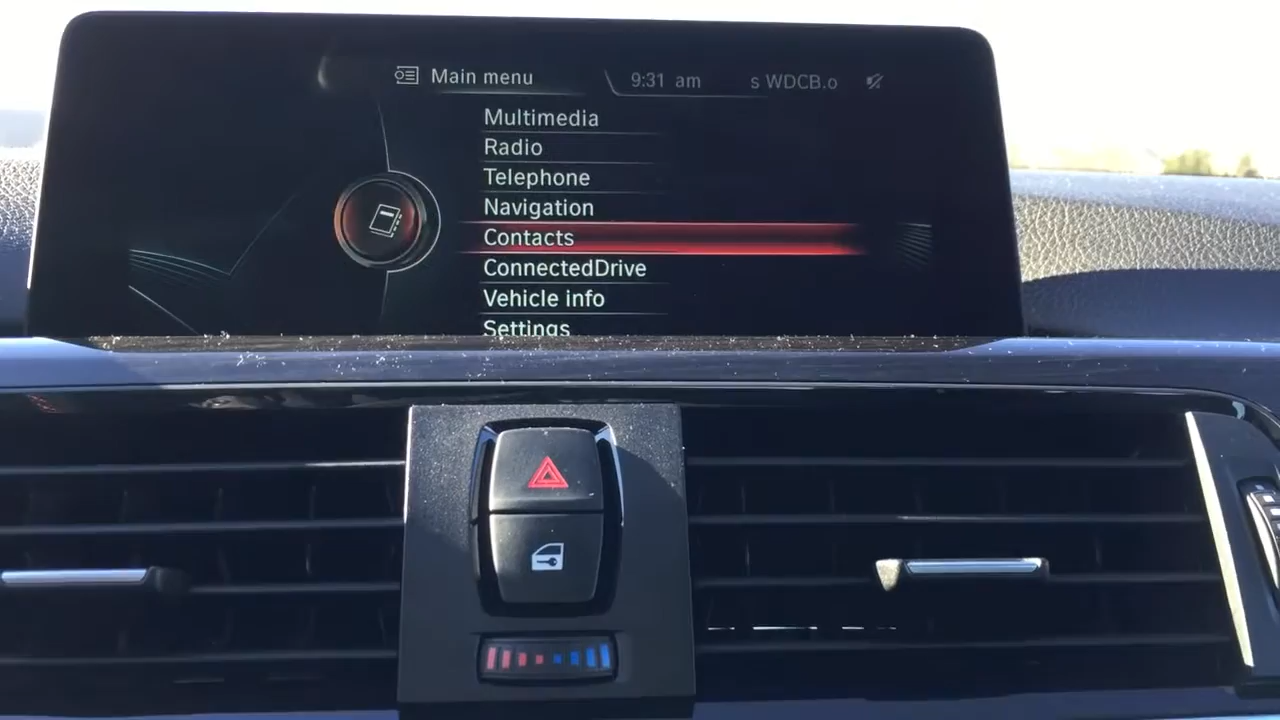 Main menu
9:31 am
s WDCB.o
Multimedia
Radio
Telephone
Navigation
Contacts
ConnectedDrive
Vehicle info
Settings